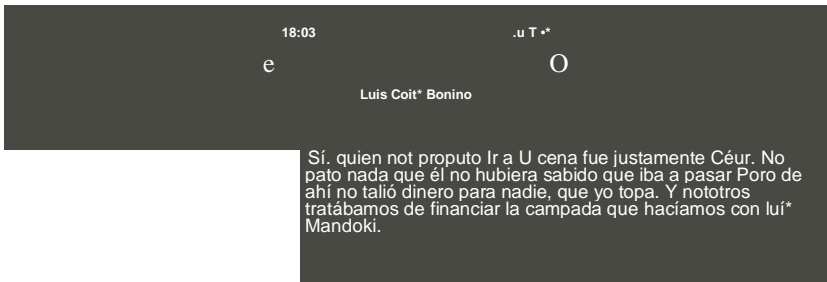 18:03 .u T •*
e O
Luis Coit* Bonino
Sí. quien not proputo Ir a U cena fue justamente Céur. No
pato nada que él no hubiera sabido que iba a pasar Poro de
ahí no talió dinero para nadie, que yo topa. Y nototros
tratábamos de financiar la campada que hacíamos con luí*
Mandoki.